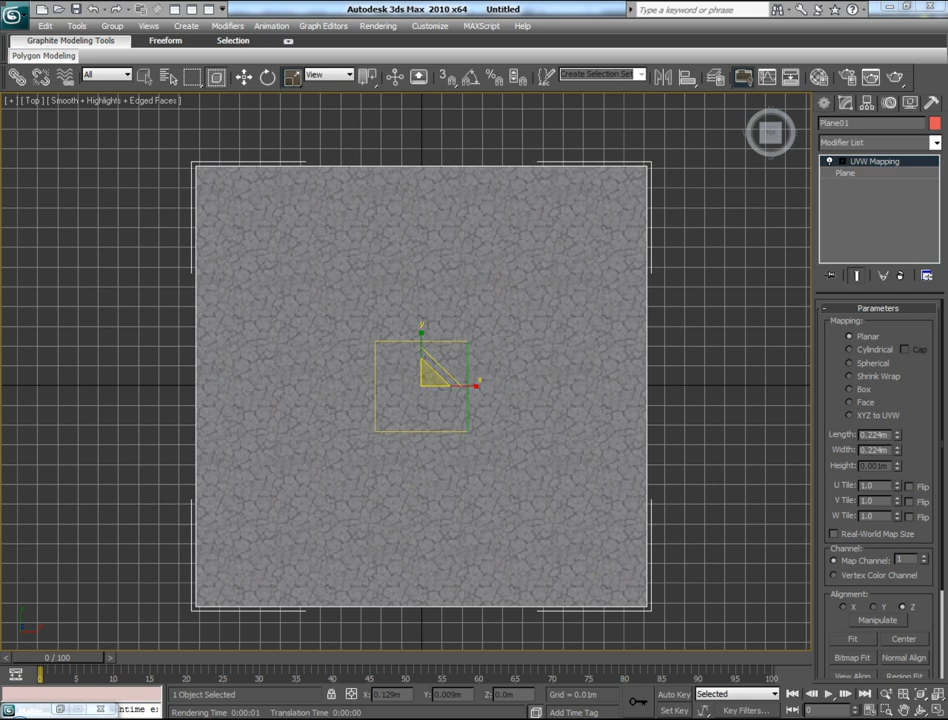 Autodesk 3ds Max 2010 x64 Untitled
Type a keyword or phrase
Edit Tools Group Views Create Modifiers Animation Graph Editors Rendering Customize MAXScript Help
Graphite Modeling Tools Freeform Selection
Polygon Modeling
All View Create Selection Set
[ + ] [ Top ] [ Smooth + Highlights + Edged Faces ]
Plane01
Modifier List
UVW Mapping
Plane
y
x
Parameters
Mapping:
Planar
Cylindrical Cap
Spherical
Shrink Wrap
Box
Face
XYZ to UVW
Length: 0.224m
Width: 0.224m
Height: 0.001m
U Tile: 1.0 Flip
V Tile: 1.0 Flip
W Tile: 1.0 Flip
Real-World Map Size
Channel:
Map Channel: 1
Vertex Color Channel
Alignment:
X Y Z
Manipulate
Fit Center
Bitmap Fit Normal Align
View Align Region Fit
0 / 100
0 5 10 15 20 25 30 35 40 45 50 55 60 65 70 75 80 85 90 95 100
1 Object Selected X: 0.129m Y: 0.009m Z: 0.0m Grid = 0.01m Auto Key Selected
Rendering Time 0:00:01 Translation Time 0:00:00 Add Time Tag Set Key Key Filters... 0